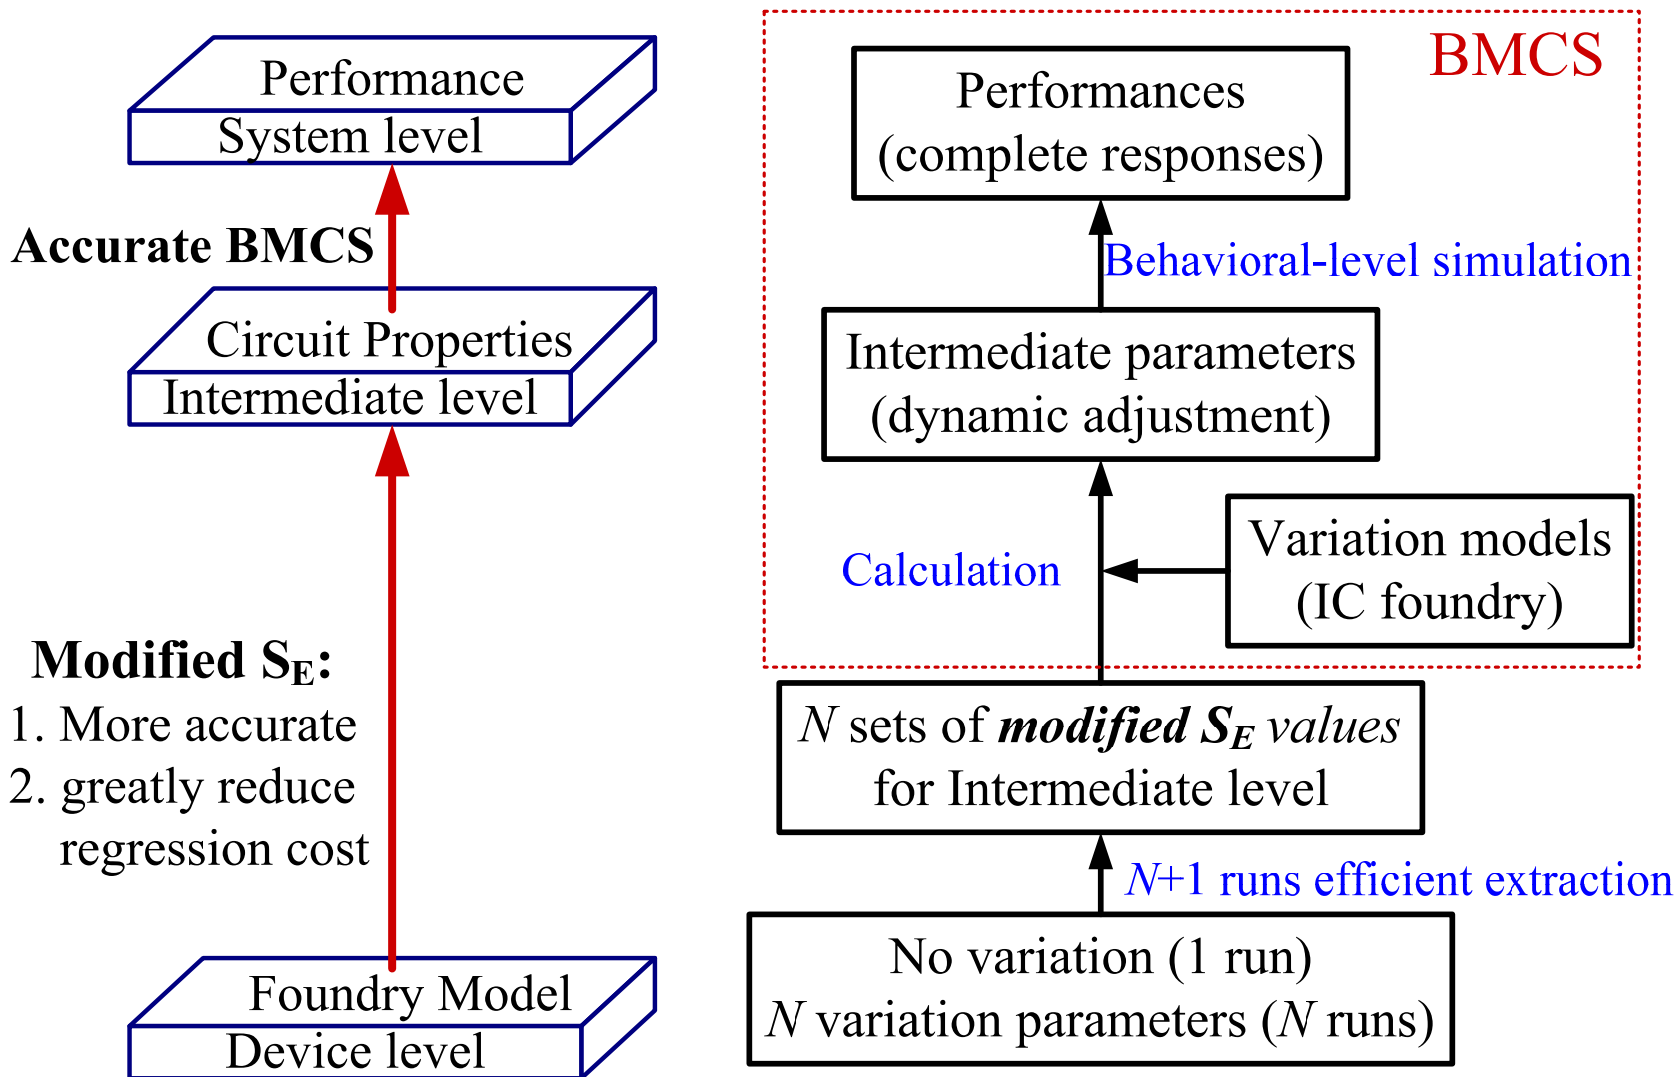 Performance
System level
Accurate BMCS
Circuit Properties
Intermediate level
Modified S_E:
1. More accurate
2. greatly reduce
regression cost
Foundry Model
Device level
BMCS
Performances
(complete responses)
Behavioral-level simulation
Intermediate parameters
(dynamic adjustment)
Calculation
Variation models
(IC foundry)
N sets of modified S_E values
for Intermediate level
N+1 runs efficient extraction
No variation (1 run)
N variation parameters (N runs)